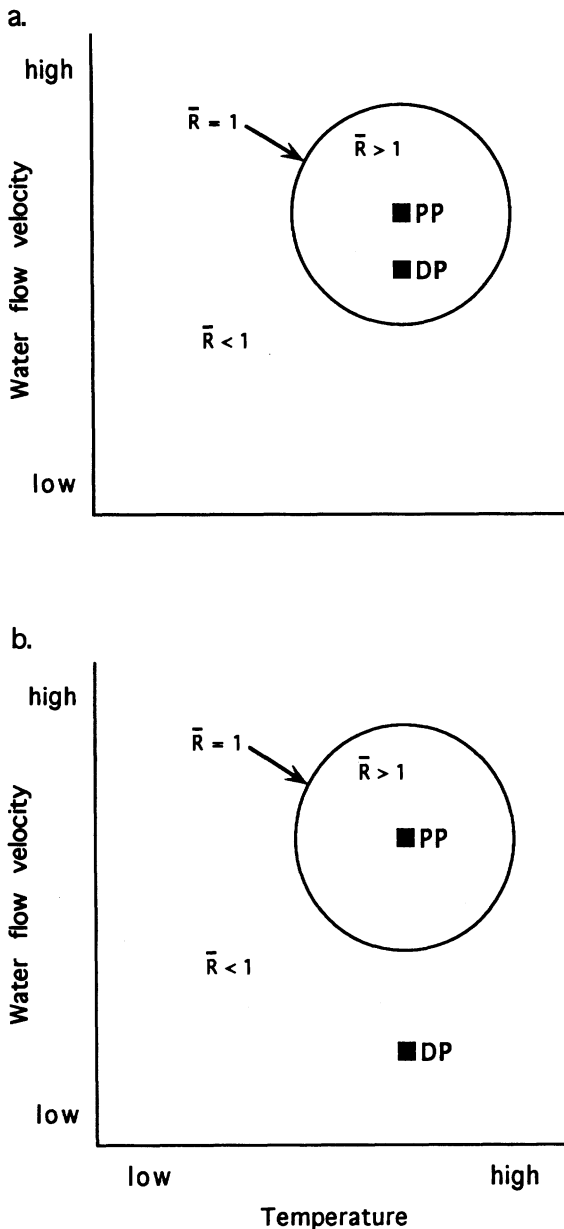 a.
high
R̄ = 1
R̄ > 1
PP
DP
R̄ < 1
Water flow velocity
low
b.
high
R̄ = 1
R̄ > 1
PP
R̄ < 1
DP
Water flow velocity
low
low
high
Temperature